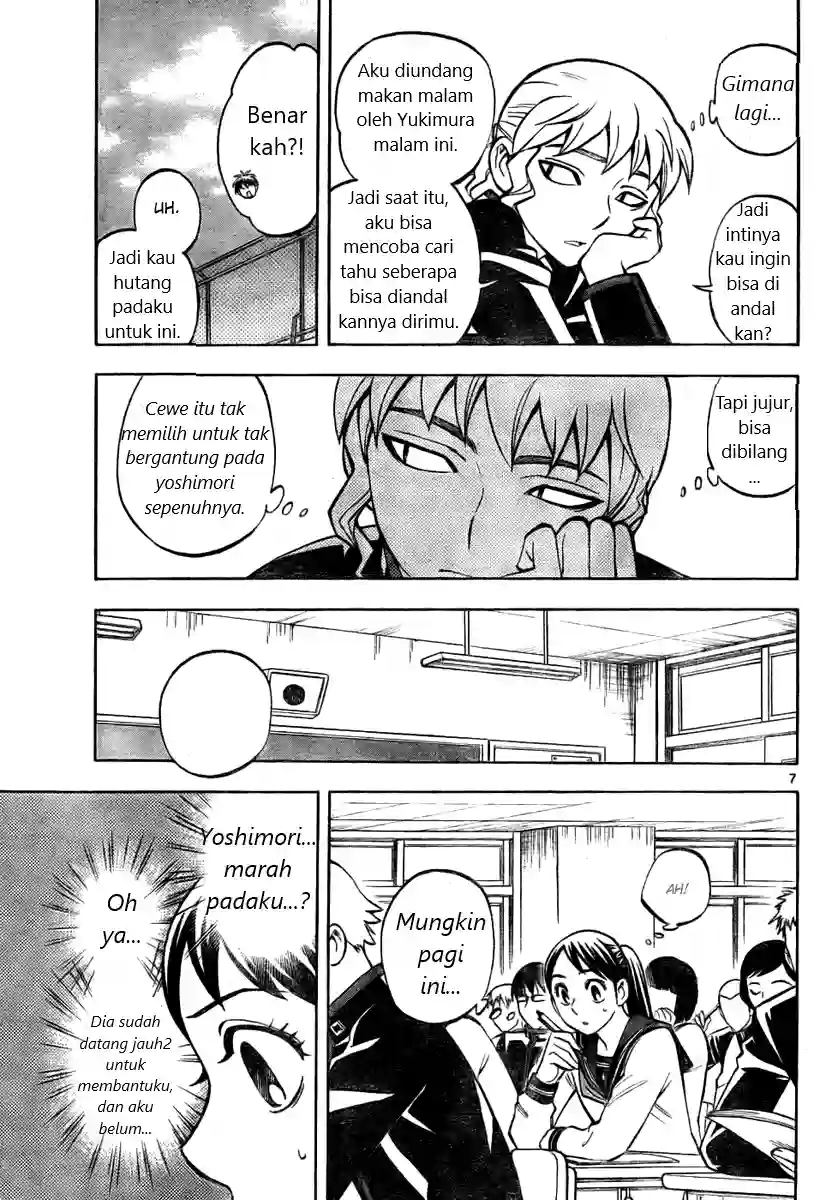 Gimana
lagi...
Jadi
intinya
kau ingin
bisa di
andal
kan?
Aku diundang
makan malam
oleh Yukimura
malam ini.
Jadi saat itu,
aku bisa
mencoba cari
tahu seberapa
bisa diandal
kannya dirimu.
Benar
kah?!
UH.
Jadi kau
hutang
padaku
untuk ini.
Tapi jujur,
bisa
dibilang
...
Cewe itu tak
memilih untuk tak
bergantung pada
yoshimori
sepenuhnya.
7
AH!
Mungkin
pagi
ini...
Yoshimori...
marah
padaku...?
Oh
ya...
Dia sudah
datang jauh2
untuk
membantuku,
dan aku
belum...